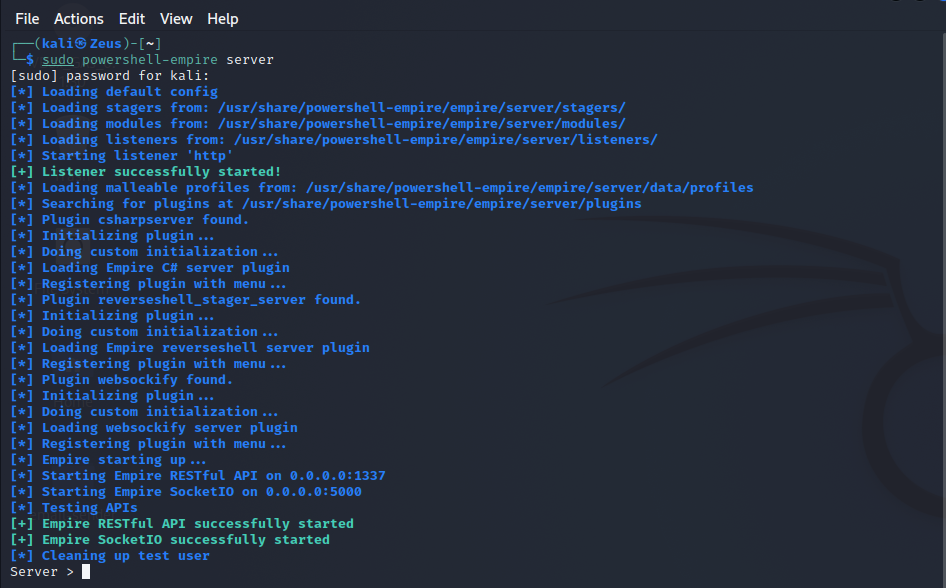 File Actions Edit View Help
┌──(kali㉿Zeus)-[~]
└─$ sudo powershell-empire server
[sudo] password for kali:
[*] Loading default config
[*] Loading stagers from: /usr/share/powershell-empire/empire/server/stagers/
[*] Loading modules from: /usr/share/powershell-empire/empire/server/modules/
[*] Loading listeners from: /usr/share/powershell-empire/empire/server/listeners/
[*] Starting listener 'http'
[+] Listener successfully started!
[*] Loading malleable profiles from: /usr/share/powershell-empire/empire/server/data/profiles
[*] Searching for plugins at /usr/share/powershell-empire/empire/server/plugins
[*] Plugin csharpserver found.
[*] Initializing plugin...
[*] Doing custom initialization...
[*] Loading Empire C# server plugin
[*] Registering plugin with menu...
[*] Plugin reverseshell_stager_server found.
[*] Initializing plugin...
[*] Doing custom initialization...
[*] Loading Empire reverseshell server plugin
[*] Registering plugin with menu...
[*] Plugin websockify found.
[*] Initializing plugin...
[*] Doing custom initialization...
[*] Loading websockify server plugin
[*] Registering plugin with menu...
[*] Empire starting up...
[*] Starting Empire RESTful API on 0.0.0.0:1337
[*] Starting Empire SocketIO on 0.0.0.0:5000
[*] Testing APIs
[+] Empire RESTful API successfully started
[+] Empire SocketIO successfully started
[*] Cleaning up test user
Server >